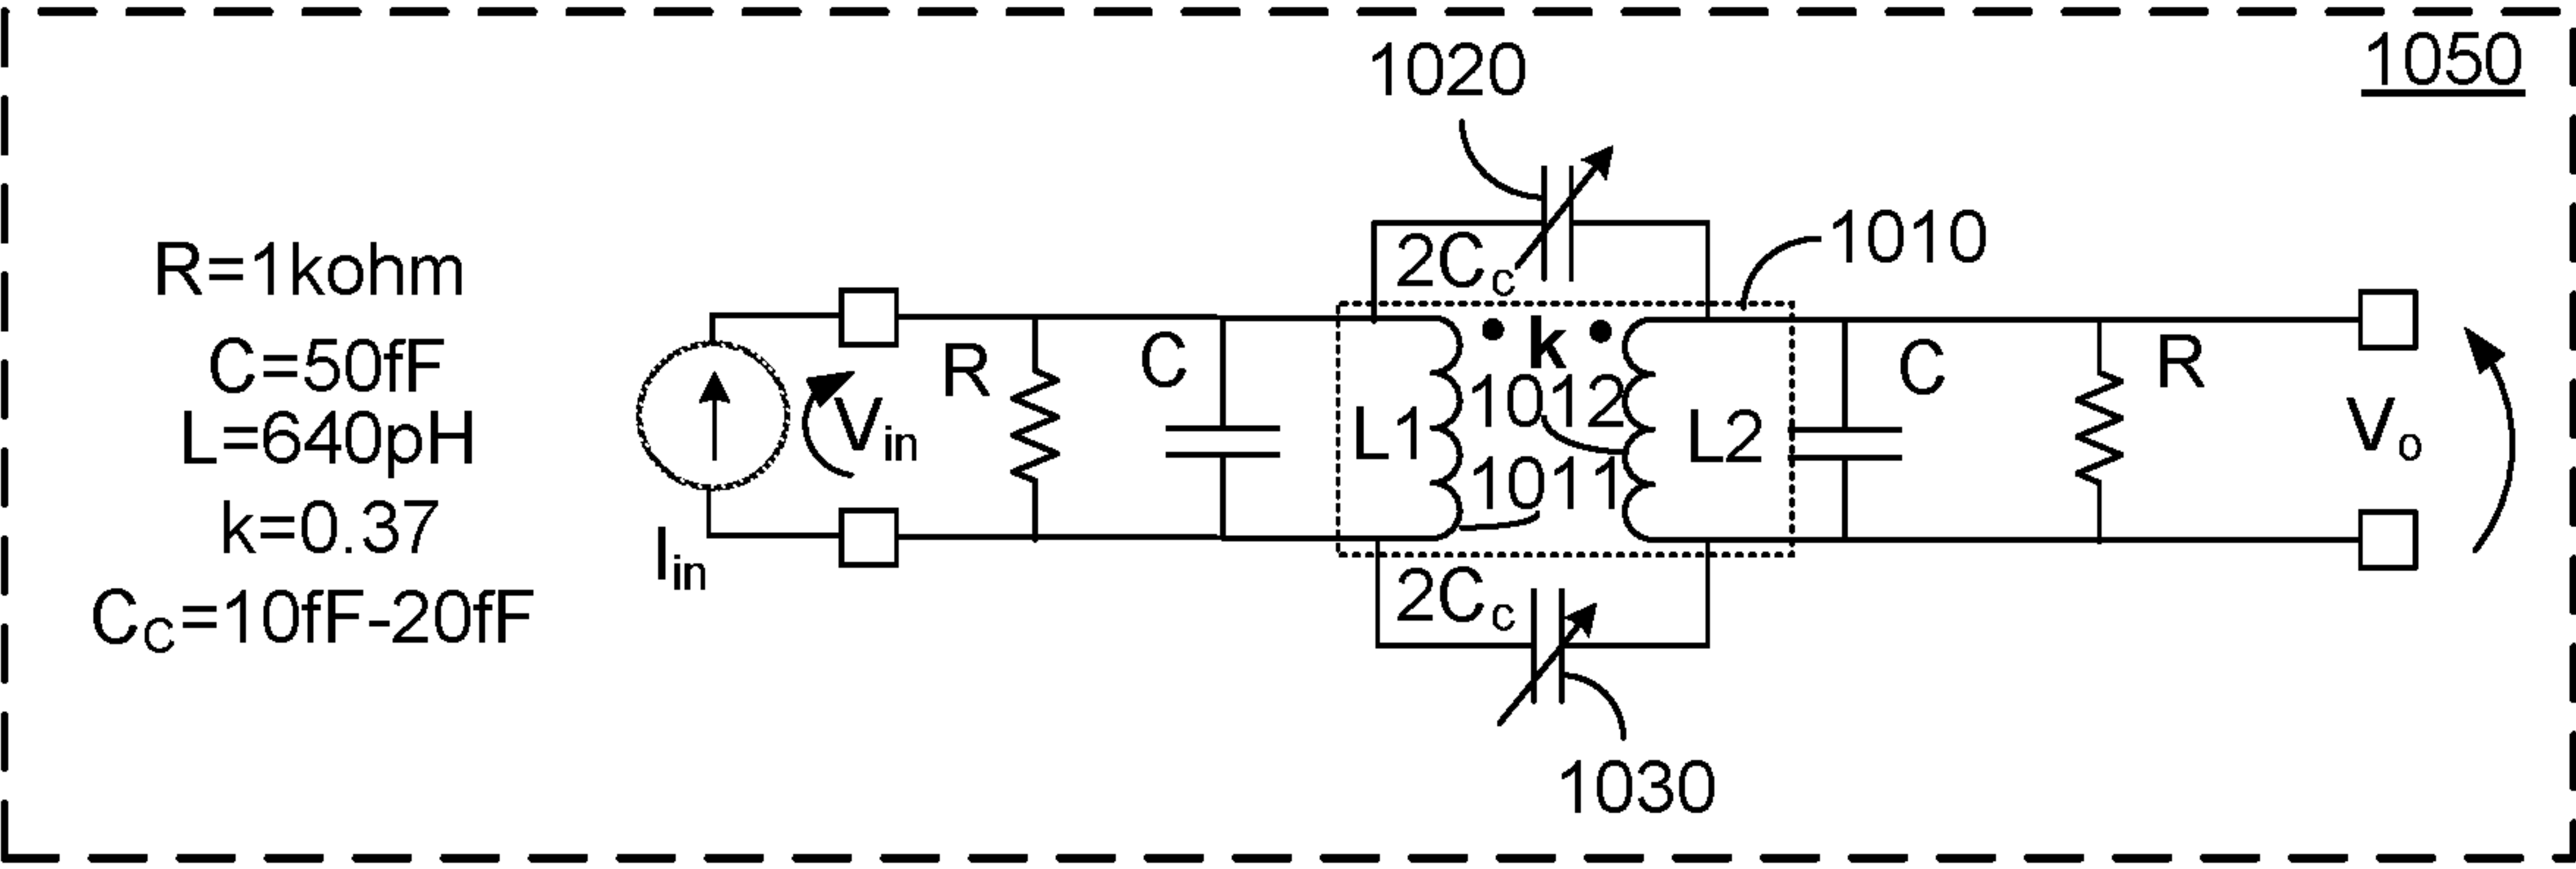 1050
1020
1010
2Cc
R=1kohm
C=50fF
L=640pH
k=0.37
CC=10fF-20fF
Iin
Vin
R
C
L1
k
1012
1011
L2
C
R
Vo
2Cc
1030